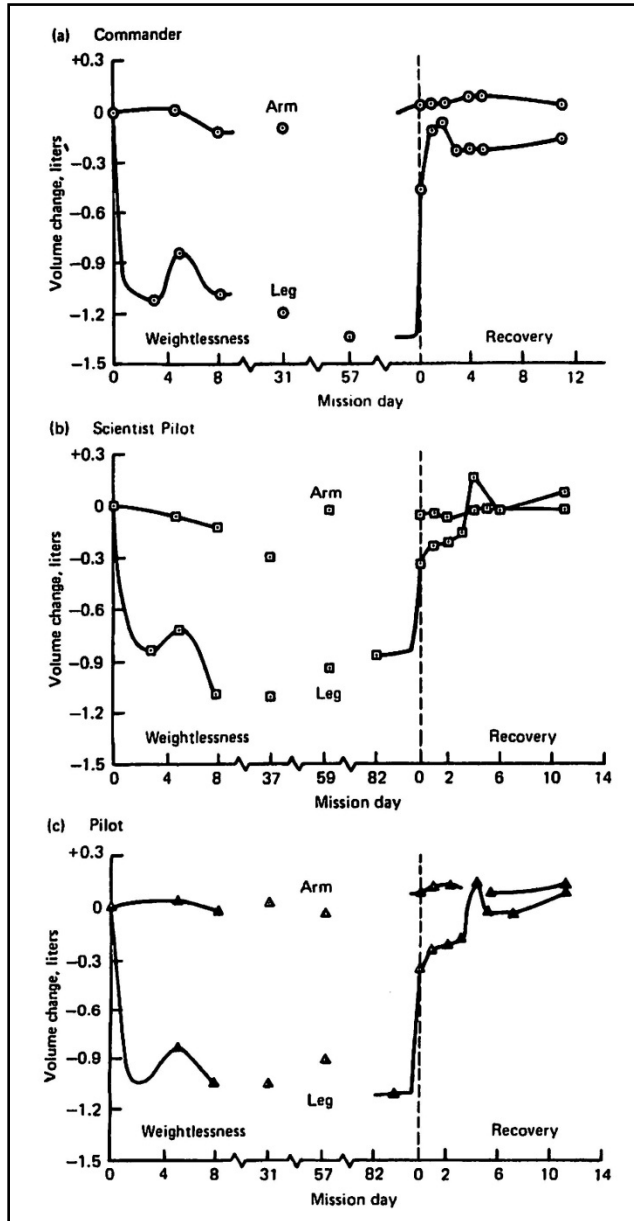 (a) Commander
+0.3
0
−0.3
−0.6
−0.9
−1.2
−1.5
Volume change, liters
Arm
Leg
Weightlessness
Recovery
0 4 8 31 57 0 4 8 12
Mission day
(b) Scientist Pilot
+0.3
0
−0.3
−0.6
−0.9
−1.2
−1.5
Volume change, liters
Arm
Leg
Weightlessness
Recovery
0 4 8 37 59 82 0 2 6 10 14
Mission day
(c) Pilot
+0.3
0
−0.3
−0.6
−0.9
−1.2
−1.5
Volume change, liters
Arm
Leg
Weightlessness
Recovery
0 4 8 31 57 82 0 2 6 10 14
Mission day